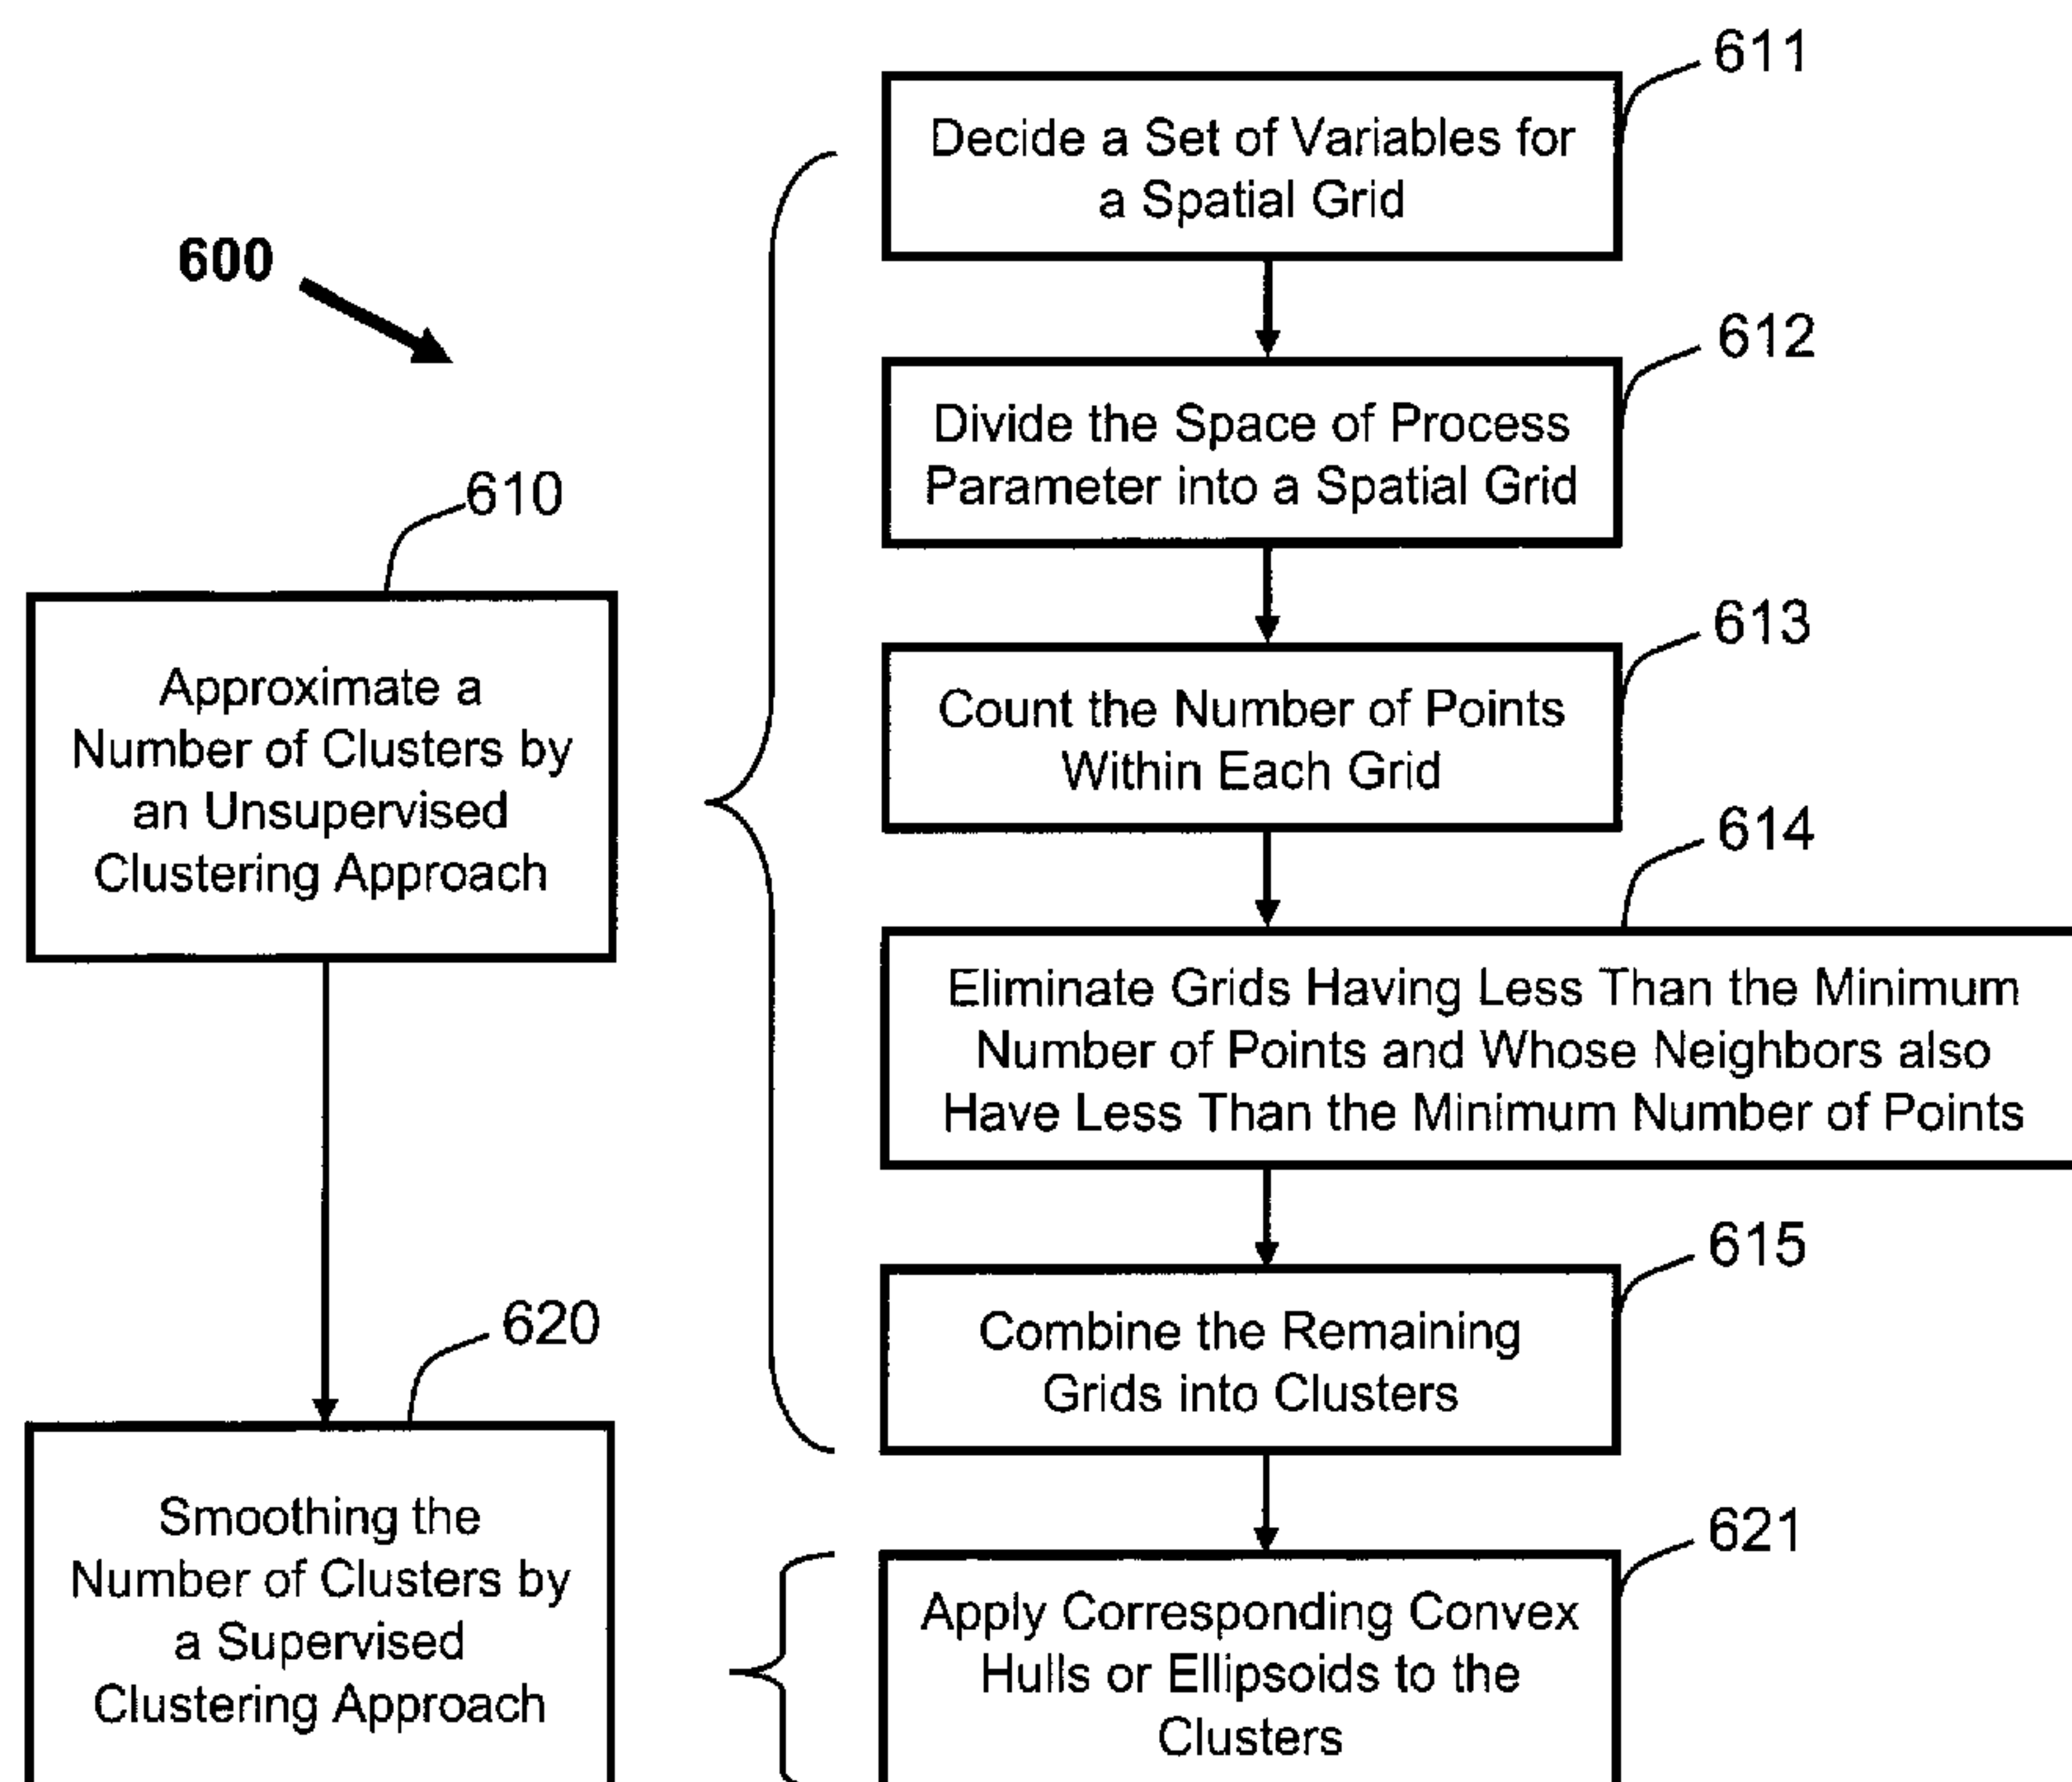 600
610
Approximate a
Number of Clusters by
an Unsupervised
Clustering Approach
620
Smoothing the
Number of Clusters by
a Supervised
Clustering Approach
611
Decide a Set of Variables for
a Spatial Grid
612
Divide the Space of Process
Parameter into a Spatial Grid
613
Count the Number of Points
Within Each Grid
614
Eliminate Grids Having Less Than the Minimum
Number of Points and Whose Neighbors also
Have Less Than the Minimum Number of Points
615
Combine the Remaining
Grids into Clusters
621
Apply Corresponding Convex
Hulls or Ellipsoids to the
Clusters